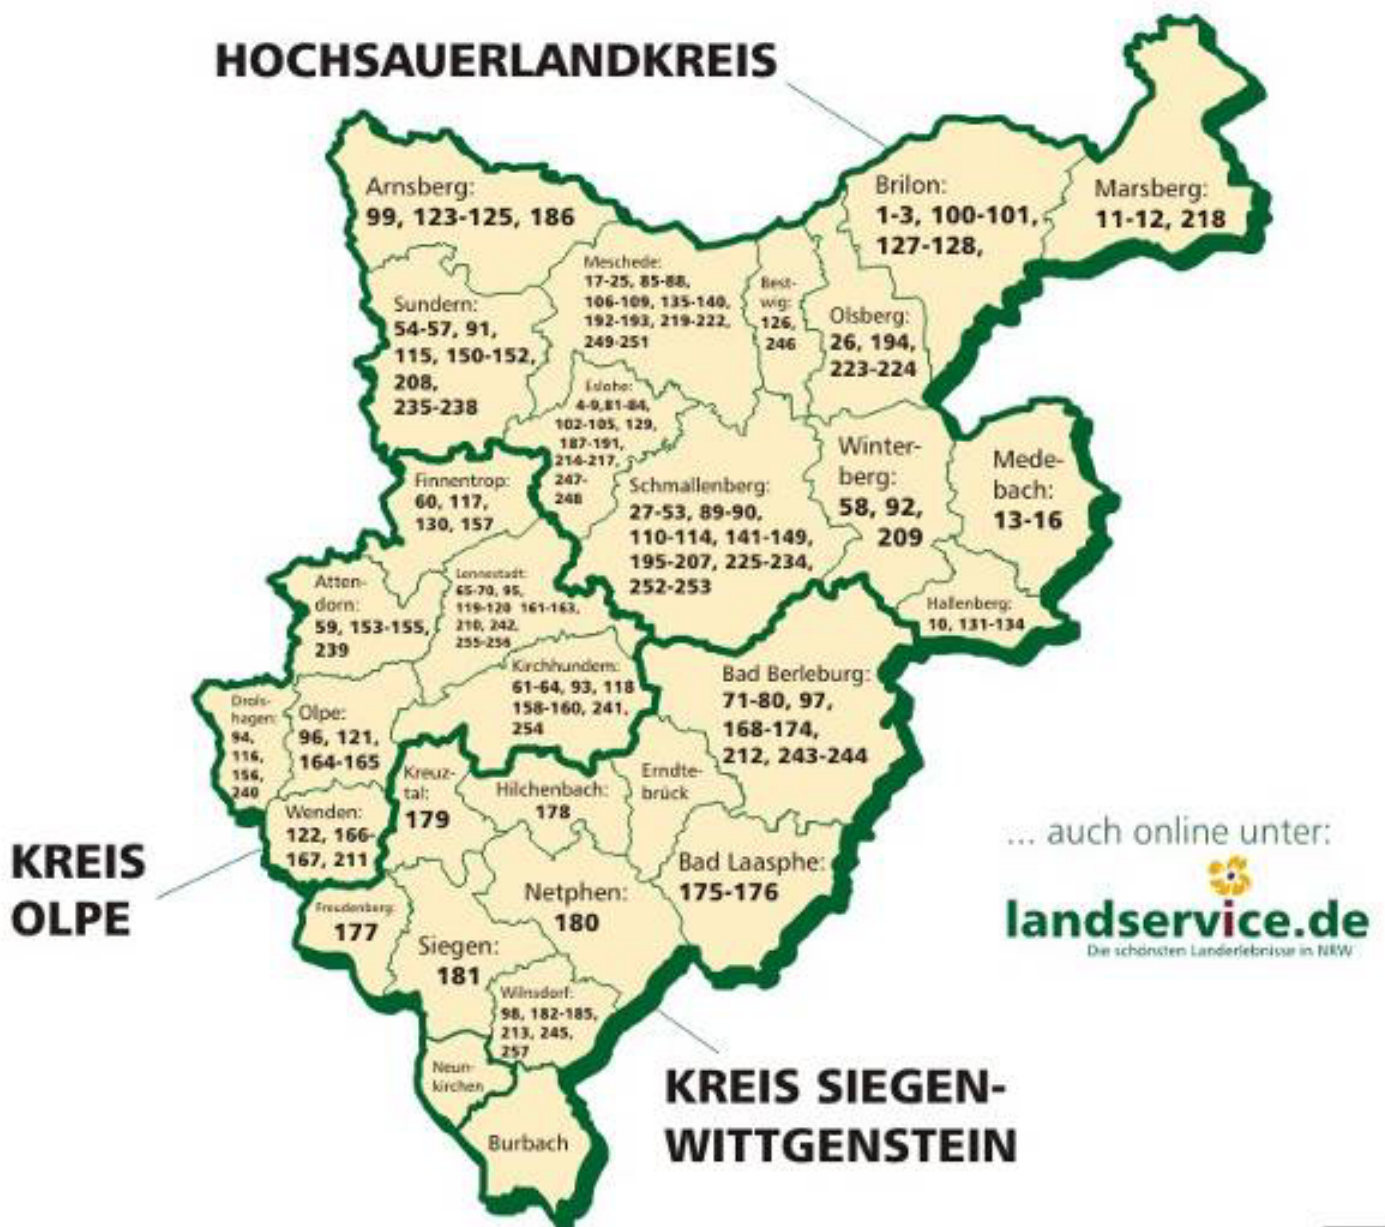 HOCHSAUERLANDKREIS
Arnsberg:
99, 123-125, 186
Brilon:
1-3, 100-101,
127-128,
Marsberg:
11-12, 218
Meschede:
17-25, 85-88,
106-109, 135-140,
192-193, 219-222,
249-251
Best-
wig:
126,
246
Sundern:
54-57, 91,
115, 150-152,
208,
235-238
Olsberg:
26, 194,
223-224
Eslohe:
4-9,81-84,
102-105, 129,
187-191,
214-217,
247-
248
Winter-
berg:
58, 92,
209
Mede-
bach:
13-16
Schmallenberg:
27-53, 89-90,
110-114, 141-149,
195-207, 225-234,
252-253
Finnentrop:
60, 117,
130, 157
Hallenberg:
10, 131-134
Atten-
dorn:
59, 153-155,
239
Lennestadt:
65-70, 95,
119-120 161-163,
210, 242,
255-256
Kirchhundem:
61-64, 93, 118
158-160, 241,
254
Bad Berleburg:
71-80, 97,
168-174,
212, 243-244
Drols-
hagen:
94,
116,
156,
240
Olpe:
96, 121,
164-165
Kreuz-
tal:
179
Hilchenbach:
178
Erndte-
brück
Wenden:
122, 166-
167, 211
KREIS
OLPE
Bad Laasphe:
175-176
... auch online unter:
landservice.de
Die schönsten Landerlebnisse in NRW
Freudenberg:
177
Netphen:
180
Siegen:
181
Wilnsdorf:
98, 182-185,
213, 245,
257
Neun-
kirchen
Burbach
KREIS SIEGEN-
WITTGENSTEIN